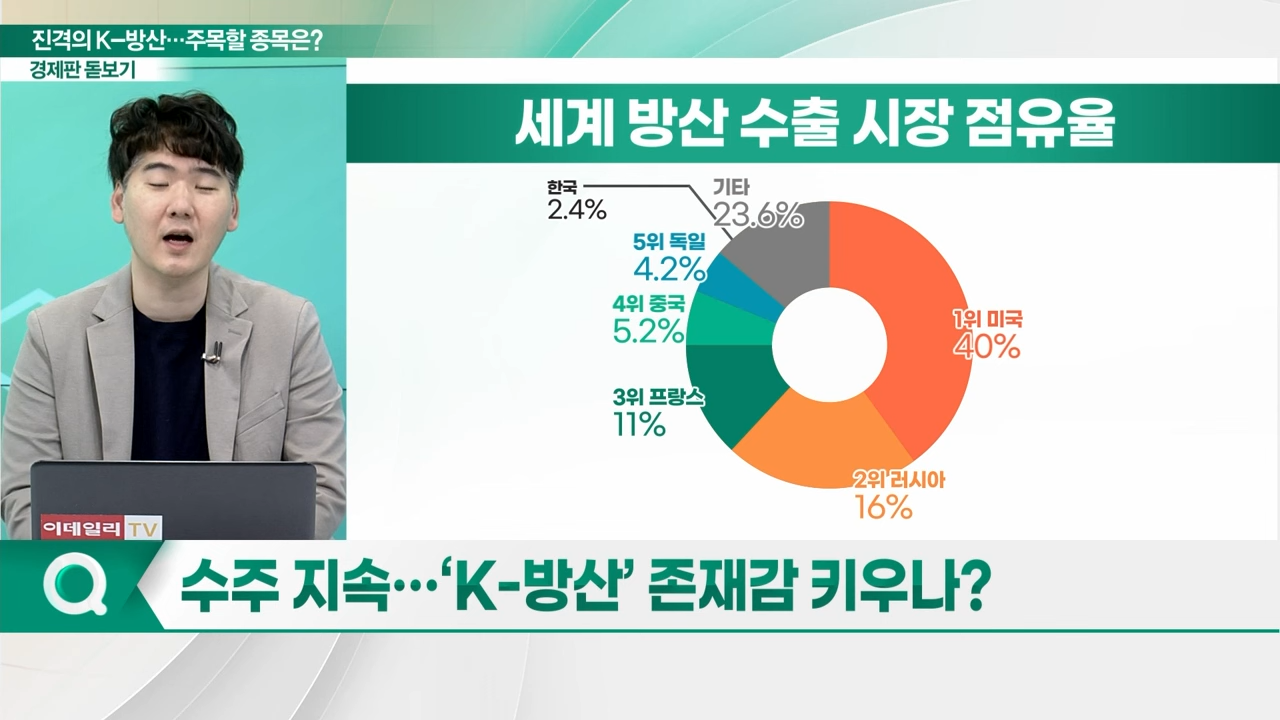 진격의 K-방산…주목할 종목은?
경제판 돋보기
세계 방산 수출 시장 점유율
한국
2.4%
기타
23.6%
5위 독일
4.2%
4위 중국
5.2%
3위 프랑스
11%
1위 미국
40%
2위 러시아
16%
이데일리 TV
수주 지속…‘K-방산’ 존재감 키우나?